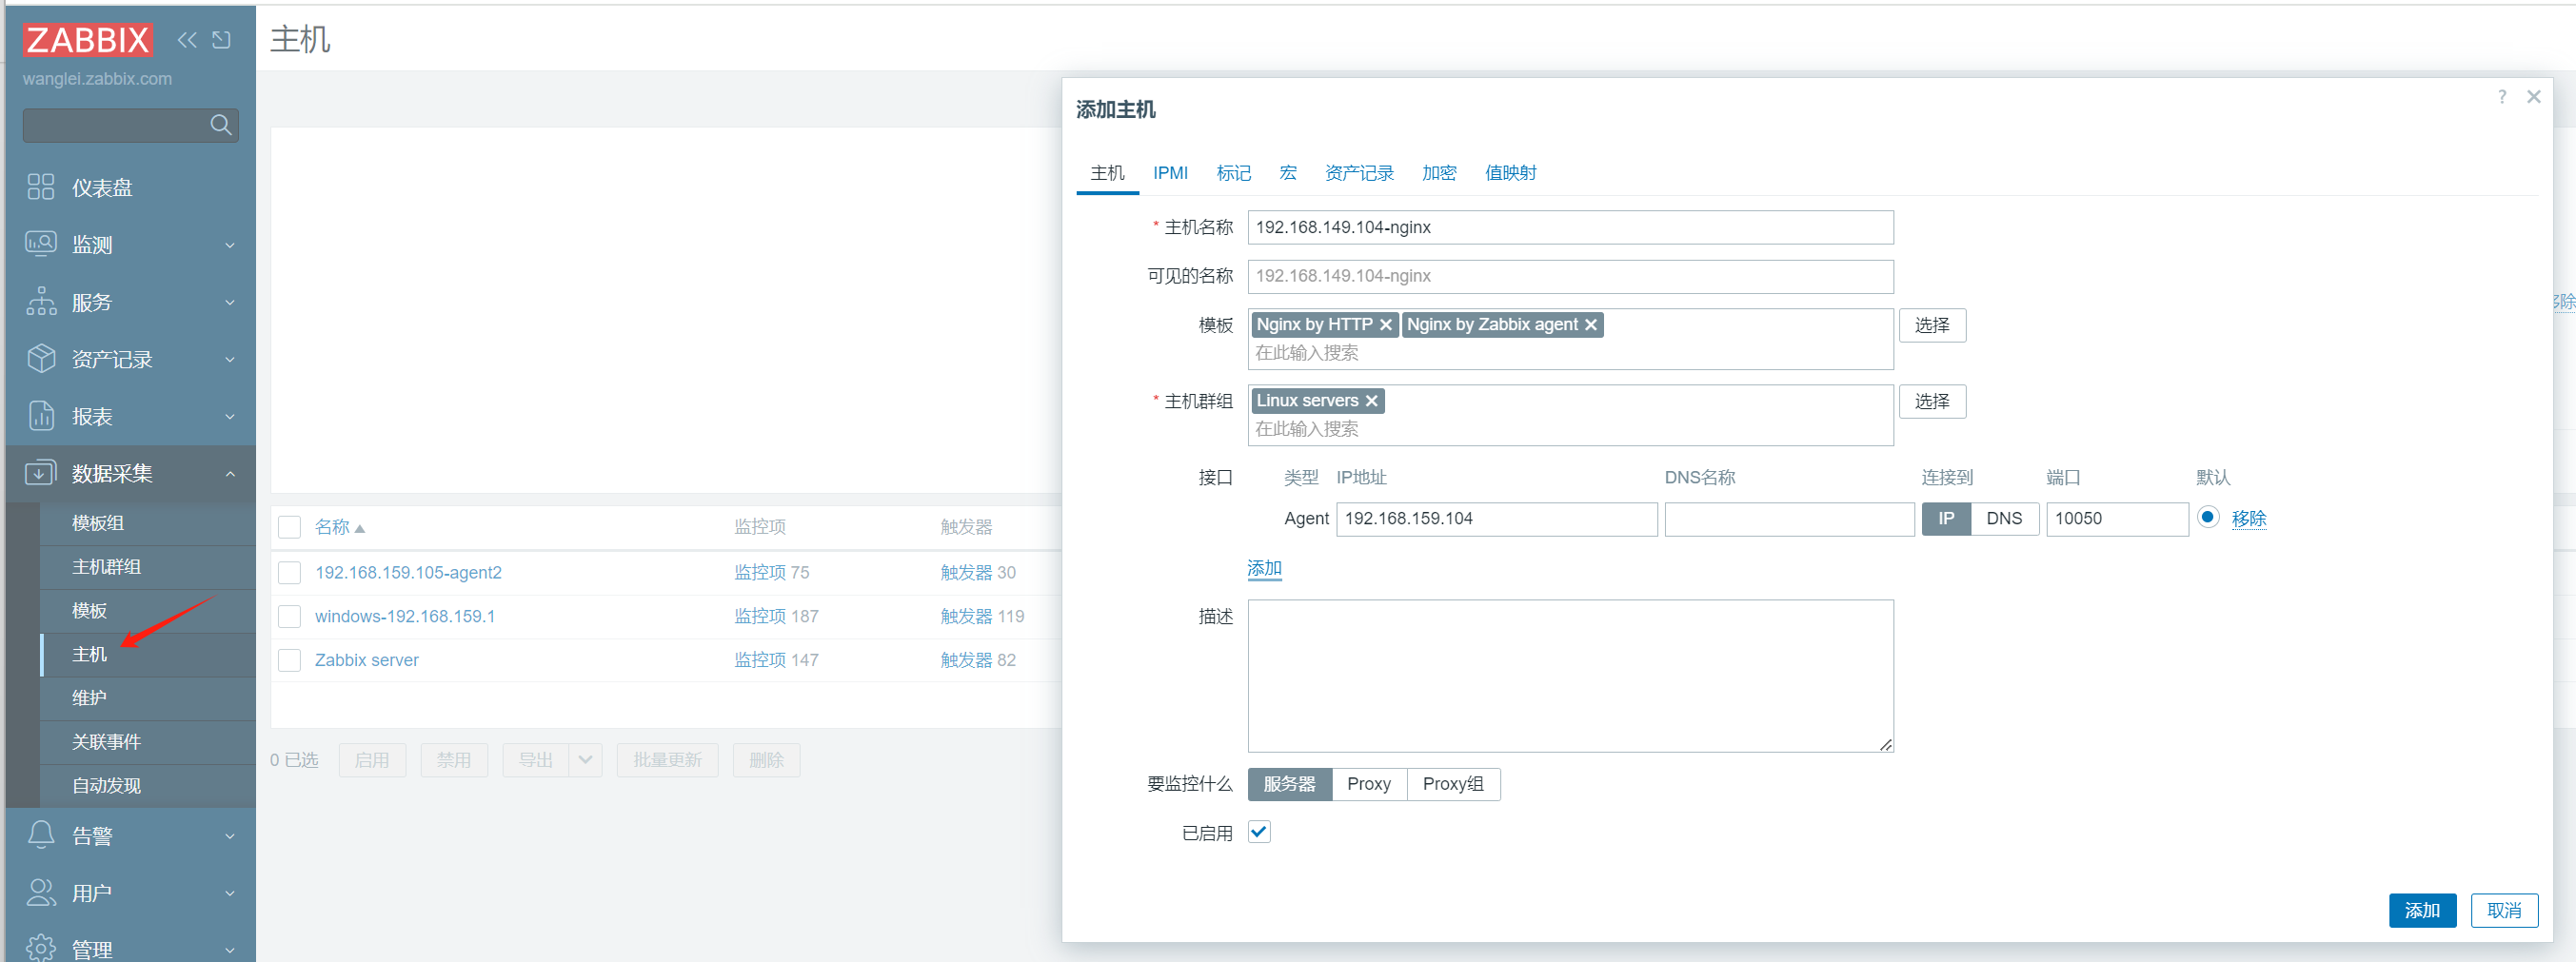 ZABBIX
wanglei.zabbix.com
仪表盘
监测
服务
资产记录
报表
数据采集
模板组
主机群组
模板
主机
维护
关联事件
自动发现
告警
用户
管理
主机
名称 监控项 触发器
192.168.159.105-agent2 监控项 75 触发器 30
windows-192.168.159.1 监控项 187 触发器 119
Zabbix server 监控项 147 触发器 82
0 已选 启用 禁用 导出 批量更新 删除
移除
添加主机
?
主机 IPMI 标记 宏 资产记录 加密 值映射
* 主机名称 192.168.149.104-nginx
可见的名称 192.168.149.104-nginx
模板 Nginx by HTTP Nginx by Zabbix agent 选择
在此输入搜索
* 主机群组 Linux servers 选择
在此输入搜索
接口 类型 IP地址 DNS名称 连接到 端口 默认
Agent 192.168.159.104 IP DNS 10050 移除
添加
描述
要监控什么 服务器 Proxy Proxy组
已启用
添加 取消